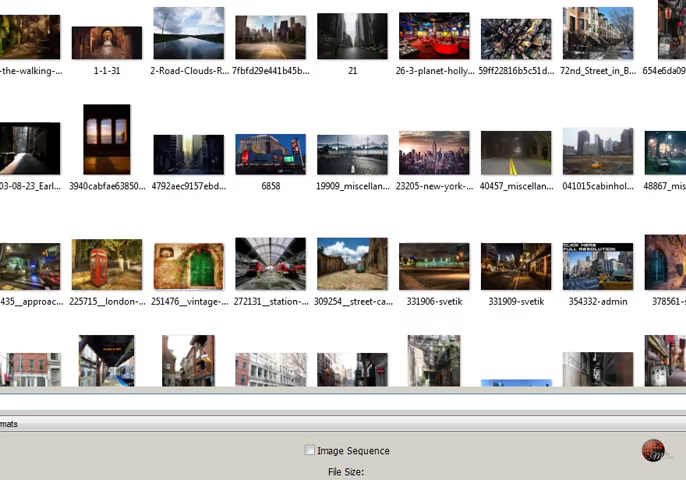 -the-walking-...
1-1-31
2-Road-Clouds-R...
7fbfd29e441b45b...
21
26-3-planet-holly...
59ff22816b5c51d...
72nd_Street_in_B...
654e6da09
03-08-23_Earl...
3940cabfae63850...
4792aec9157ebd...
6858
19909_miscellan...
23205-new-york-...
40457_miscellan...
041015cabinhol...
48867_mis
435__approac...
225715__london-...
251476__vintage-...
272131__station-...
309254__street-ca...
331906-svetik
331909-svetik
CLICK HERE
FULL RESOLUTION
354332-admin
378561-s
mats
Image Sequence
File Size: